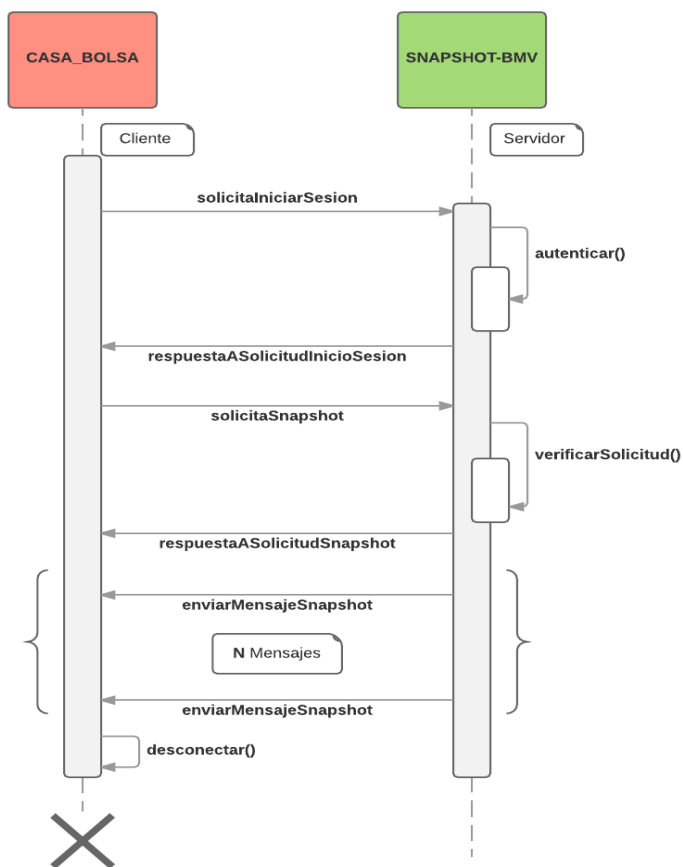 CASA_BOLSA
SNAPSHOT-BMV
Cliente
Servidor
solicitaIniciarSesion
autenticar()
respuestaASolicitudInicioSesion
solicitaSnapshot
verificarSolicitud()
respuestaASolicitudSnapshot
enviarMensajeSnapshot
N Mensajes
enviarMensajeSnapshot
desconectar()